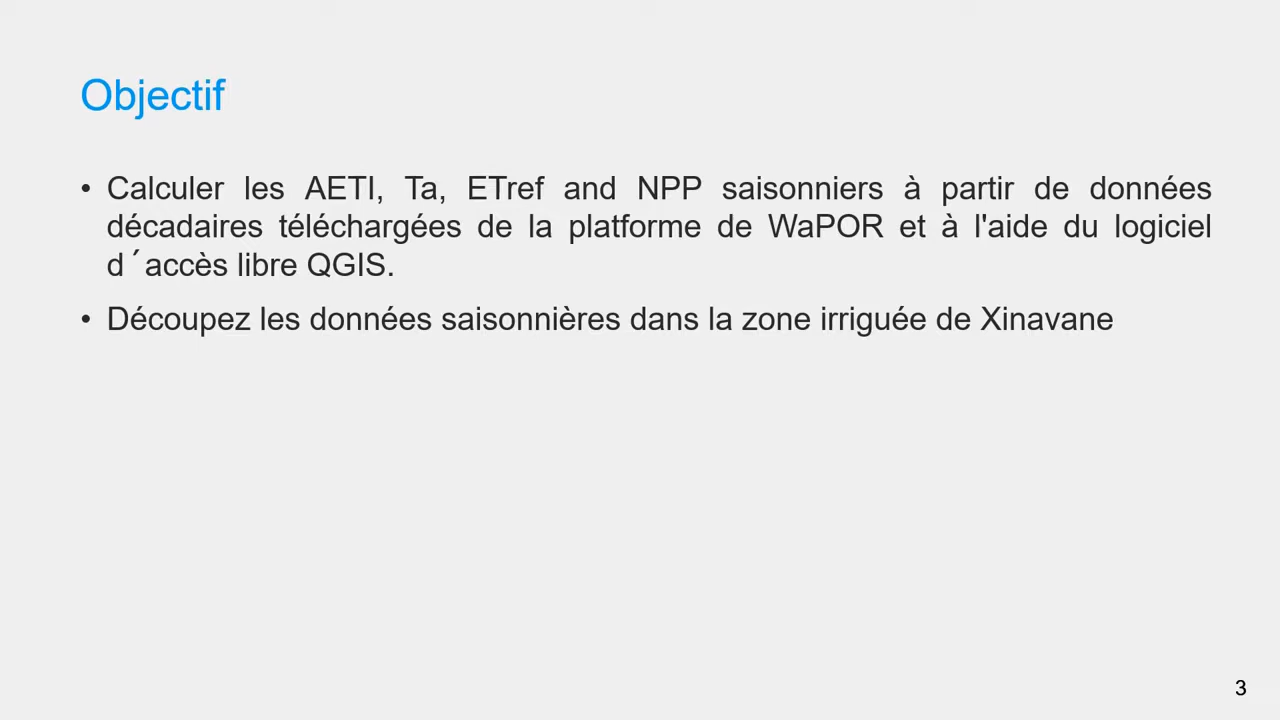 Objectif
• Calculer les AETI, Ta, ETref and NPP saisonniers à partir de données
décadaires téléchargées de la platforme de WaPOR et à l'aide du logiciel
d´accès libre QGIS.
• Découpez les données saisonnières dans la zone irriguée de Xinavane
3